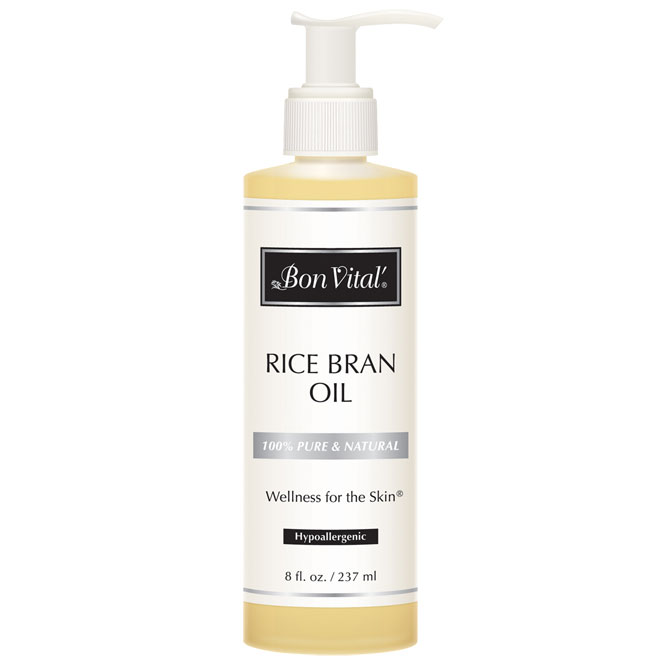 Bon Vital'®
RICE BRAN
OIL
100% PURE & NATURAL
Wellness for the Skin®
Hypoallergenic
8 fl. oz. / 237 ml